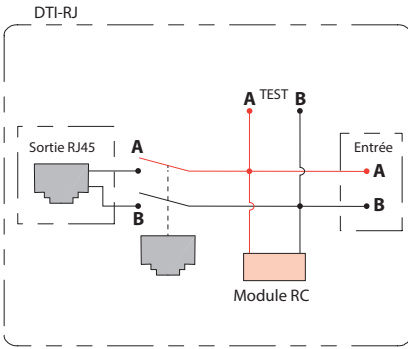 DTI-RJ
A TEST B
Sortie RJ45
A
Entrée
A
B
B
Module RC